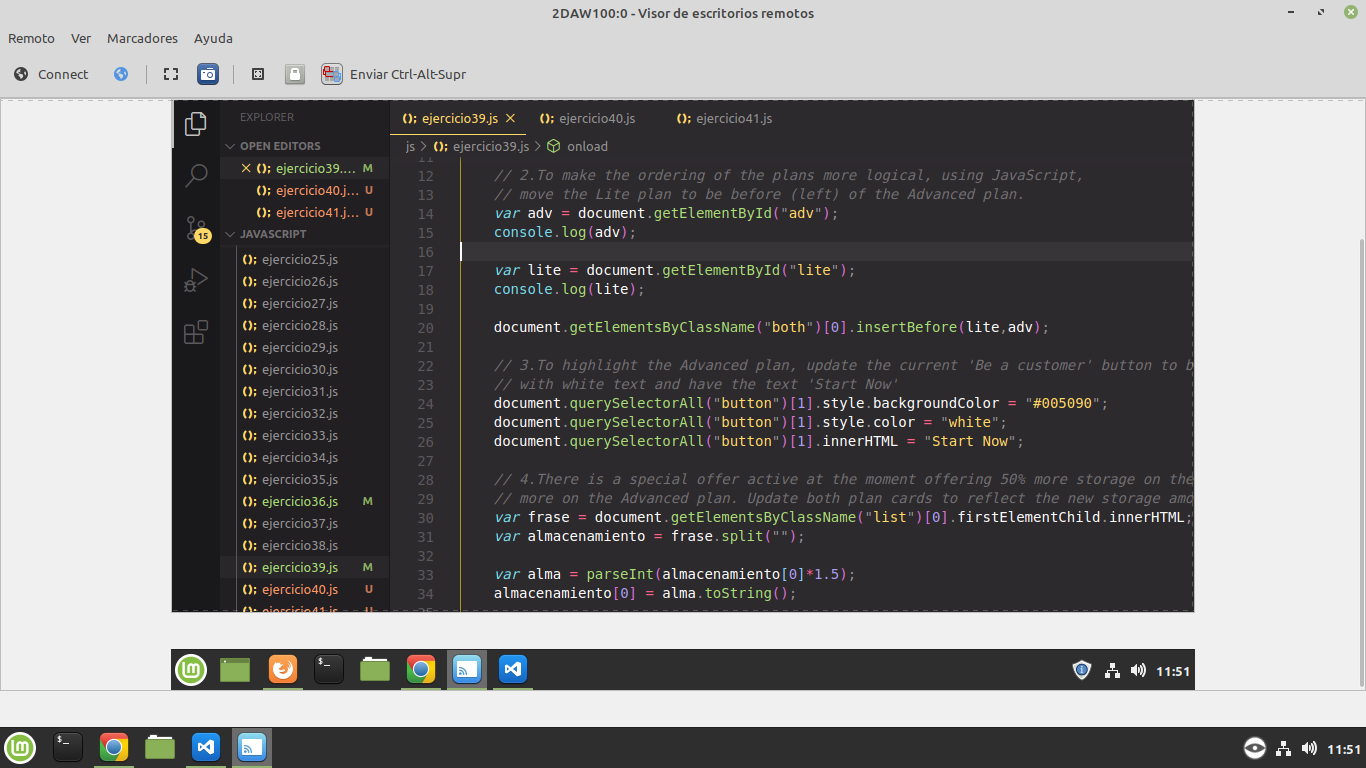 2DAW100:0 - Visor de escritorios remotos
Remoto Ver Marcadores Ayuda
Connect Enviar Ctrl-Alt-Supr
EXPLORER
OPEN EDITORS
ejercicio39.... M
ejercicio40.j... U
ejercicio41.j... U
JAVASCRIPT
ejercicio25.js
ejercicio26.js
ejercicio27.js
ejercicio28.js
ejercicio29.js
ejercicio30.js
ejercicio31.js
ejercicio32.js
ejercicio33.js
ejercicio34.js
ejercicio35.js
ejercicio36.js M
ejercicio37.js
ejercicio38.js
ejercicio39.js M
ejercicio40.js U
ejercicio41.js U
15
(); ejercicio39.js (); ejercicio40.js (); ejercicio41.js
js > (); ejercicio39.js > onload
11
12 // 2.To make the ordering of the plans more logical, using JavaScript,
13 // move the Lite plan to be before (left) of the Advanced plan.
14 var adv = document.getElementById("adv");
15 console.log(adv);
16
17 var lite = document.getElementById("lite");
18 console.log(lite);
19
20 document.getElementsByClassName("both")[0].insertBefore(lite,adv);
21
22 // 3.To highlight the Advanced plan, update the current 'Be a customer' button to b
23 // with white text and have the text 'Start Now'
24 document.querySelectorAll("button")[1].style.backgroundColor = "#005090";
25 document.querySelectorAll("button")[1].style.color = "white";
26 document.querySelectorAll("button")[1].innerHTML = "Start Now";
27
28 // 4.There is a special offer active at the moment offering 50% more storage on the
29 // more on the Advanced plan. Update both plan cards to reflect the new storage amo
30 var frase = document.getElementsByClassName("list")[0].firstElementChild.innerHTML;
31 var almacenamiento = frase.split("");
32
33 var alma = parseInt(almacenamiento[0]*1.5);
34 almacenamiento[0] = alma.toString();
11:51
11:51